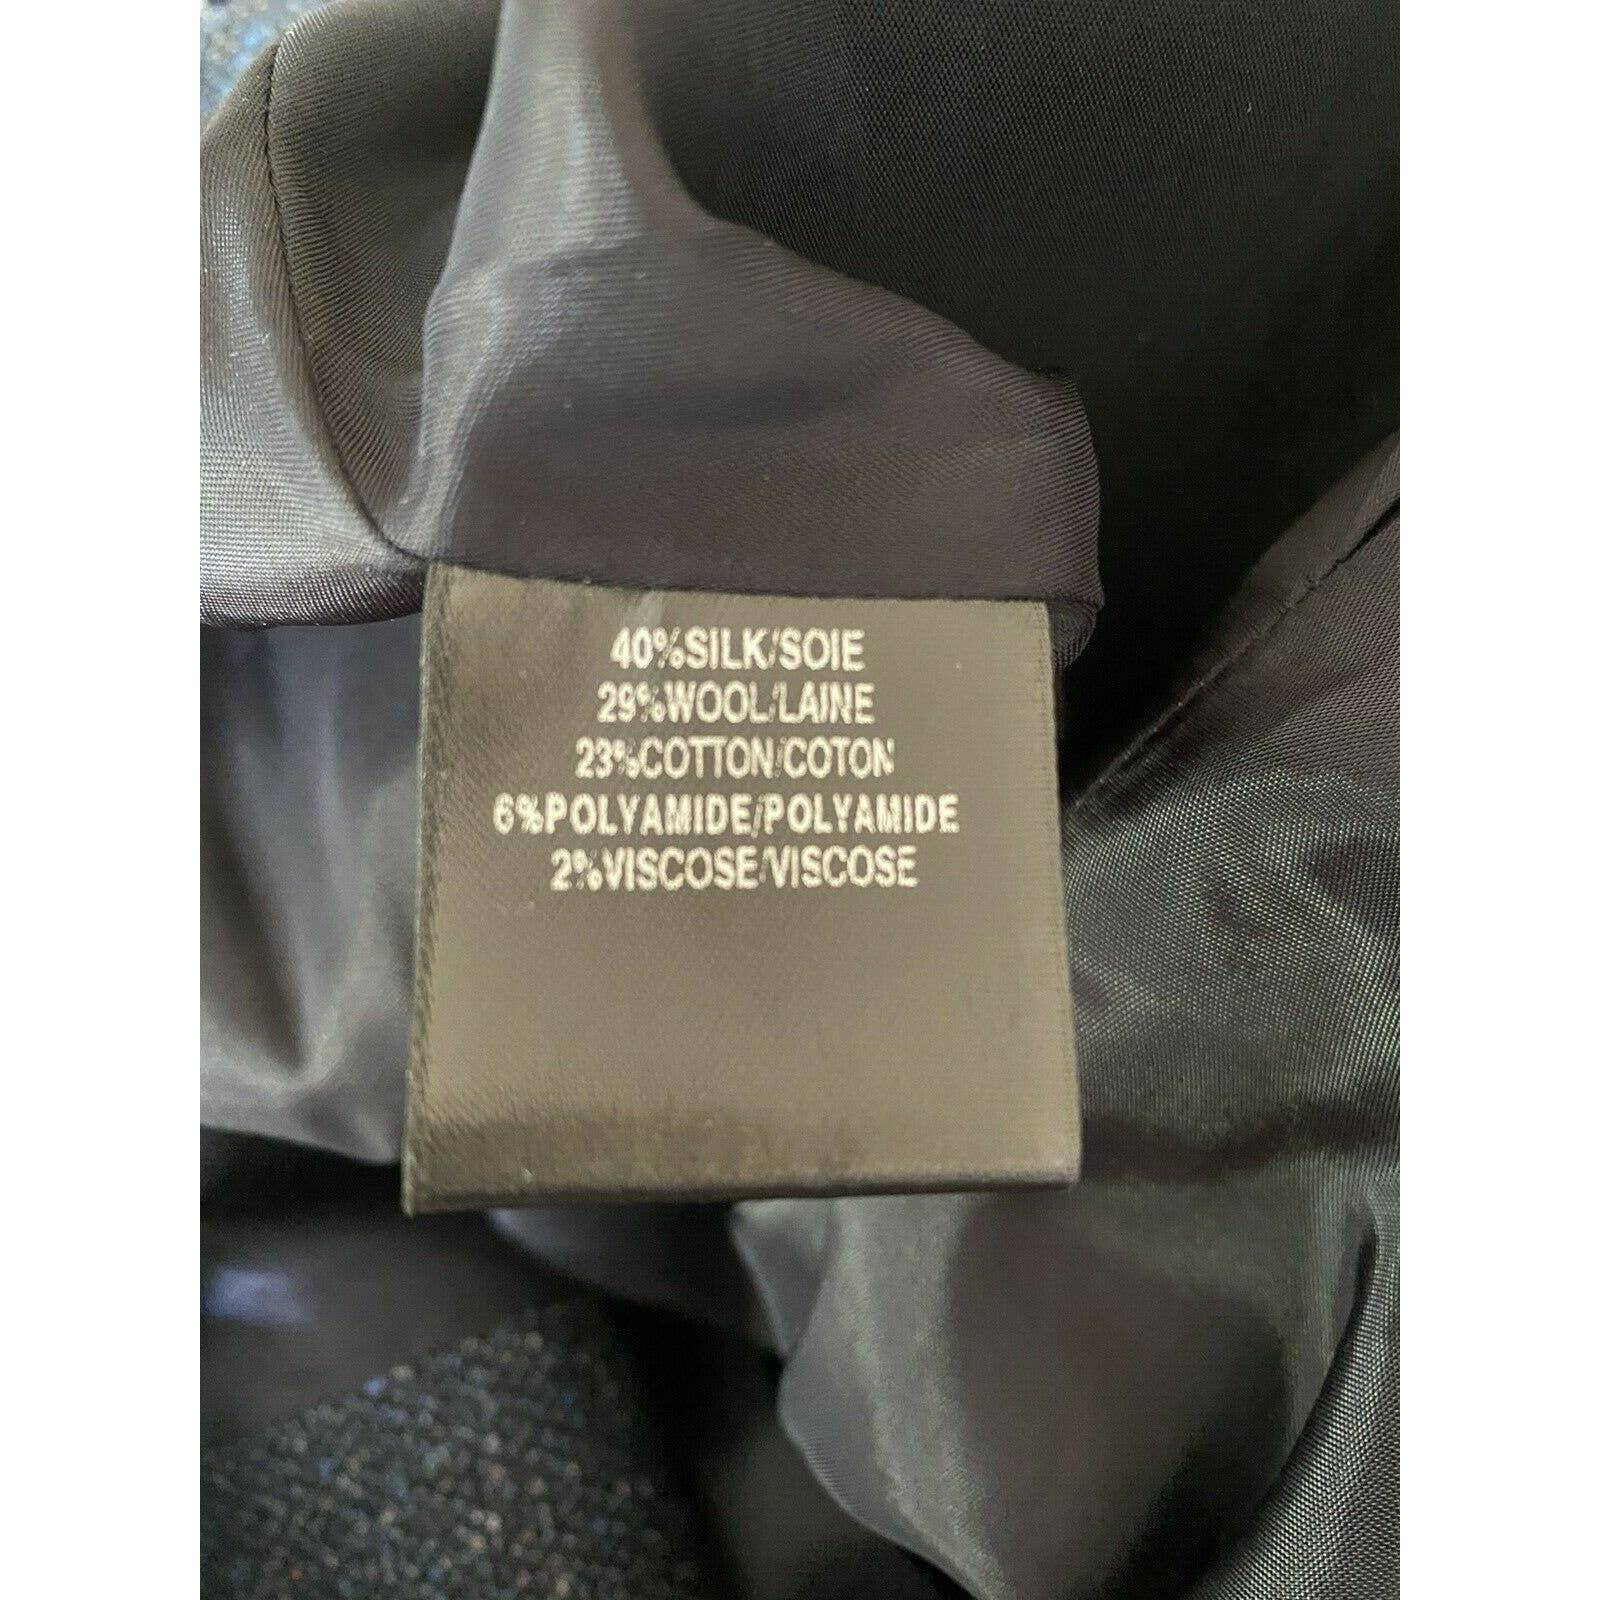 40%SILK/SOIE
29%WOOL/LAINE
23%COTTON/COTON
6%POLYAMIDE/POLYAMIDE
2%VISCOSE/VISCOSE